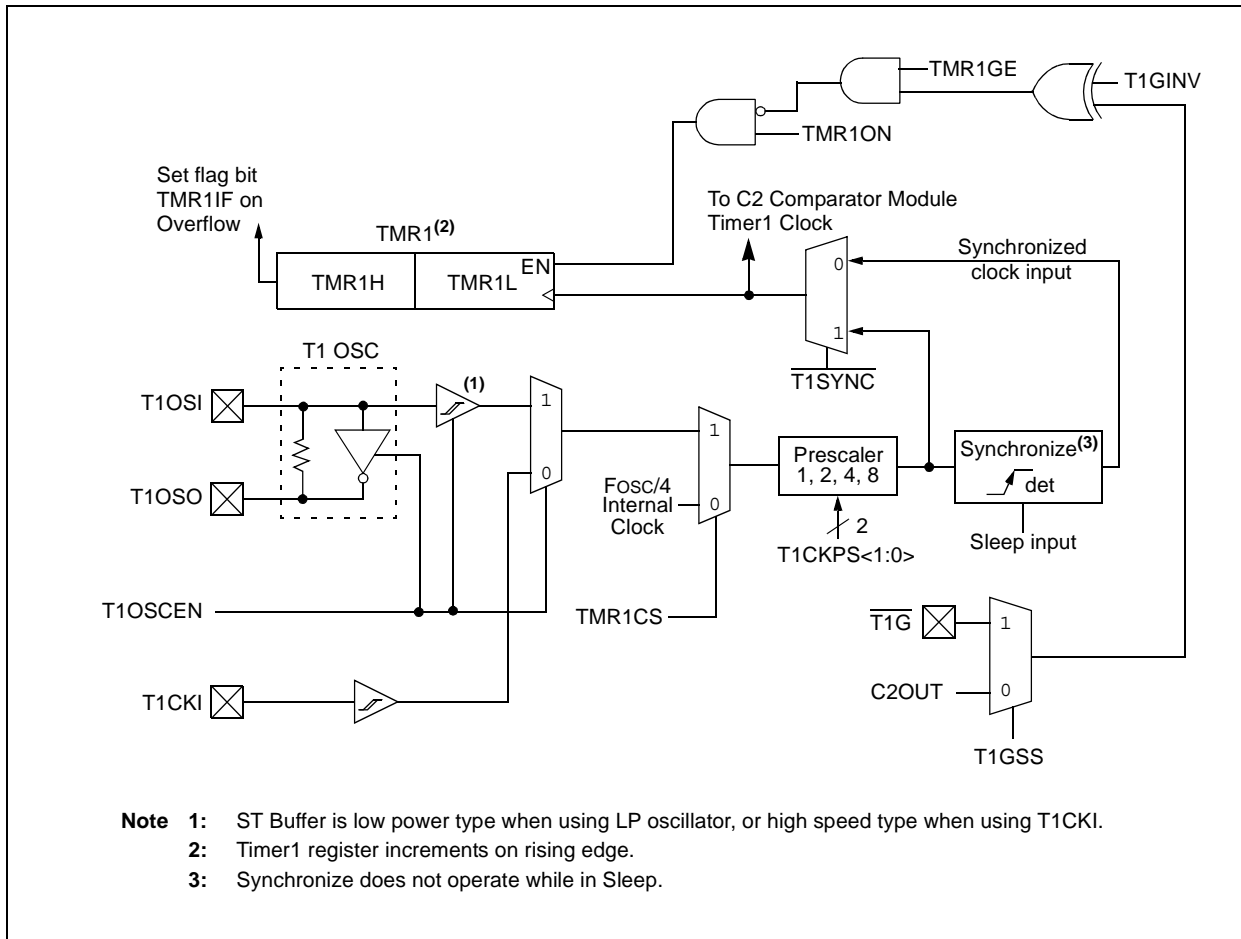 TMR1GE
T1GINV
TMR1ON
Set flag bit
TMR1IF on
Overflow
To C2 Comparator Module
Timer1 Clock
TMR1(2)
EN
TMR1H
TMR1L
0
Synchronized
clock input
1
T1SYNC
T1 OSC
(1)
T1OSI
1
T1OSO
0
1
FOSC/4
Internal
Clock
0
Prescaler
1, 2, 4, 8
Synchronize(3)
det
2
T1CKPS<1:0>
Sleep input
T1OSCEN
TMR1CS
T1G
1
T1CKI
C2OUT
0
T1GSS
Note 1: ST Buffer is low power type when using LP oscillator, or high speed type when using T1CKI.
2: Timer1 register increments on rising edge.
3: Synchronize does not operate while in Sleep.